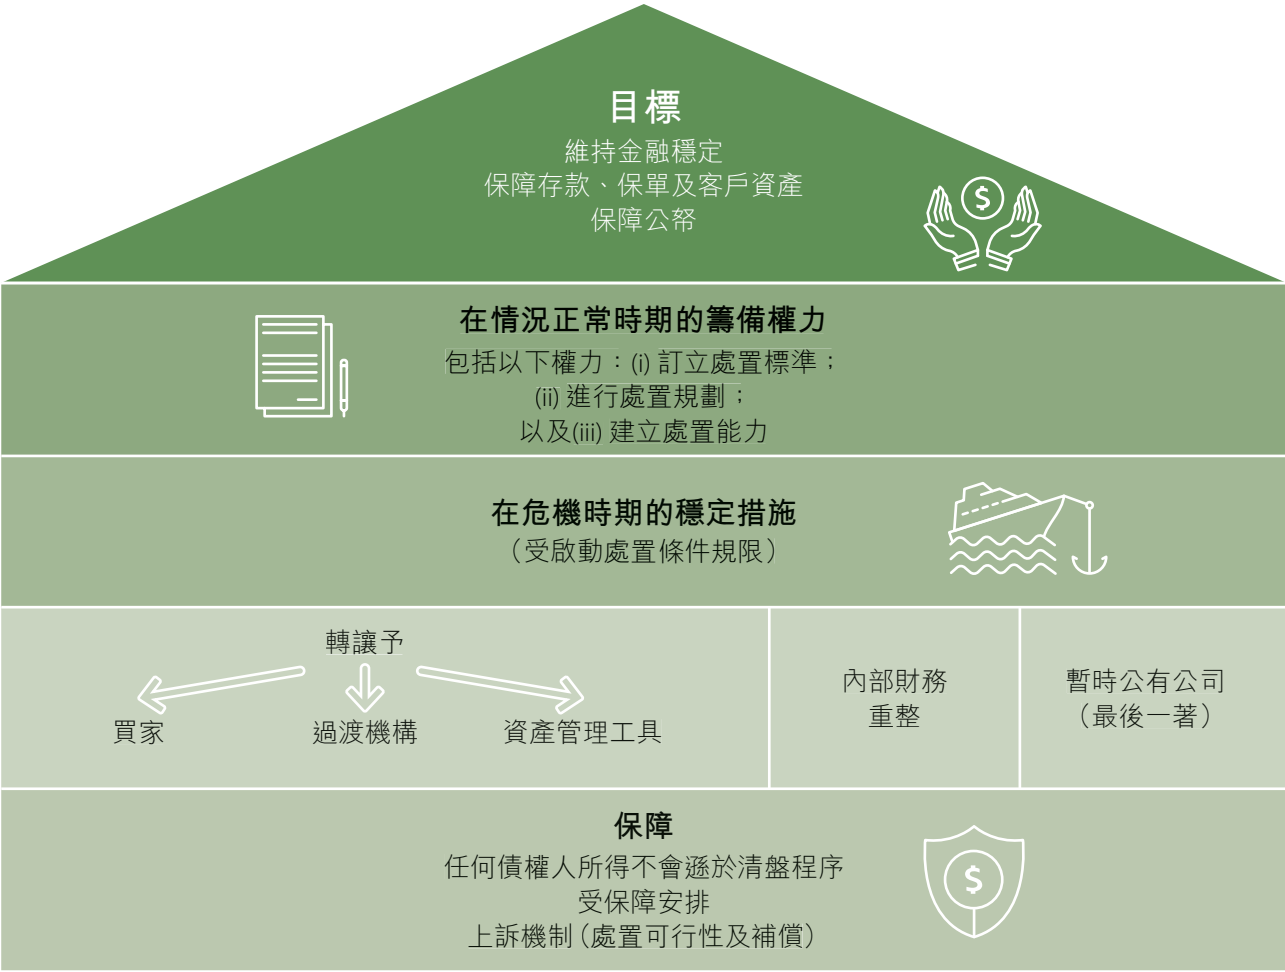 目標
維持金融穩定
保障存款、保單及客戶資產
保障公帑
$
在情況正常時期的籌備權力
包括以下權力：(i) 訂立處置標準；
(ii) 進行處置規劃；
以及(iii) 建立處置能力
在危機時期的穩定措施
（受啟動處置條件規限）
轉讓予
買家
過渡機構
資產管理工具
內部財務
重整
暫時公有公司
（最後一著）
保障
任何債權人所得不會遜於清盤程序
受保障安排
上訴機制（處置可行性及補償）
$